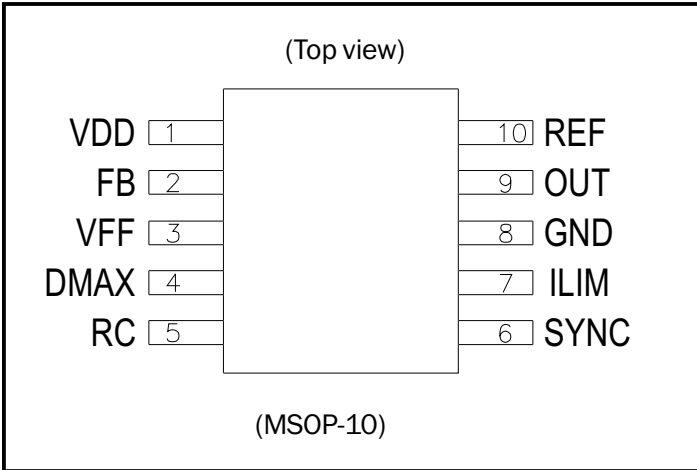 (Top view)
VDD 1 10 REF
FB 2 9 OUT
VFF 3 8 GND
DMAX 4 7 ILIM
RC 5 6 SYNC
(MSOP-10)